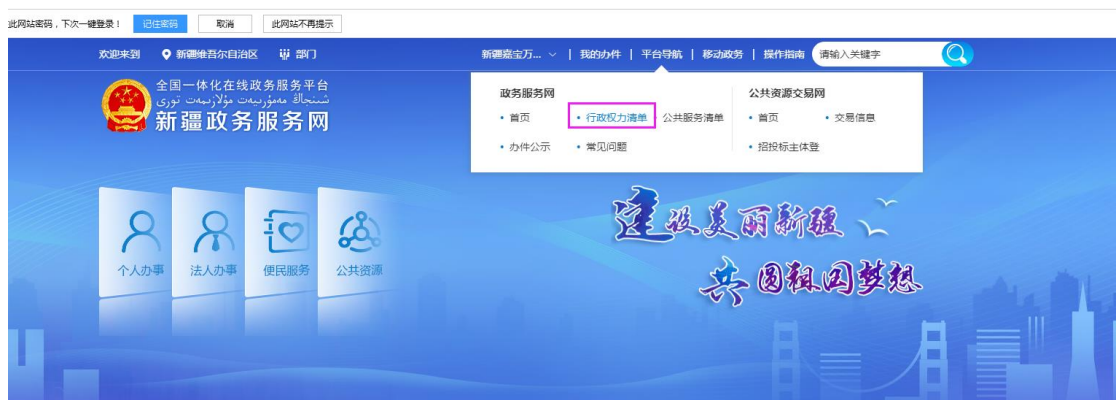 此网站密码，下次一键登录！ 记住密码 取消 此网站不再提示
欢迎来到 新疆维吾尔自治区 部门 新疆嘉宝万... | 我的办件 | 平台导航 | 移动政务 | 操作指南 请输入关键字
全国一体化在线政务服务平台
شىنجاڭ مەمۇرىيەت مۇلازىمەت تورى
新疆政务服务网
政务服务网 公共资源交易网
• 首页 • 行政权力清单 公共服务清单 • 首页 • 交易信息
• 办件公示 • 常见问题 • 招投标主体登
建设美丽新疆
共圆祖国梦想
个人办事 法人办事 便民服务 公共资源